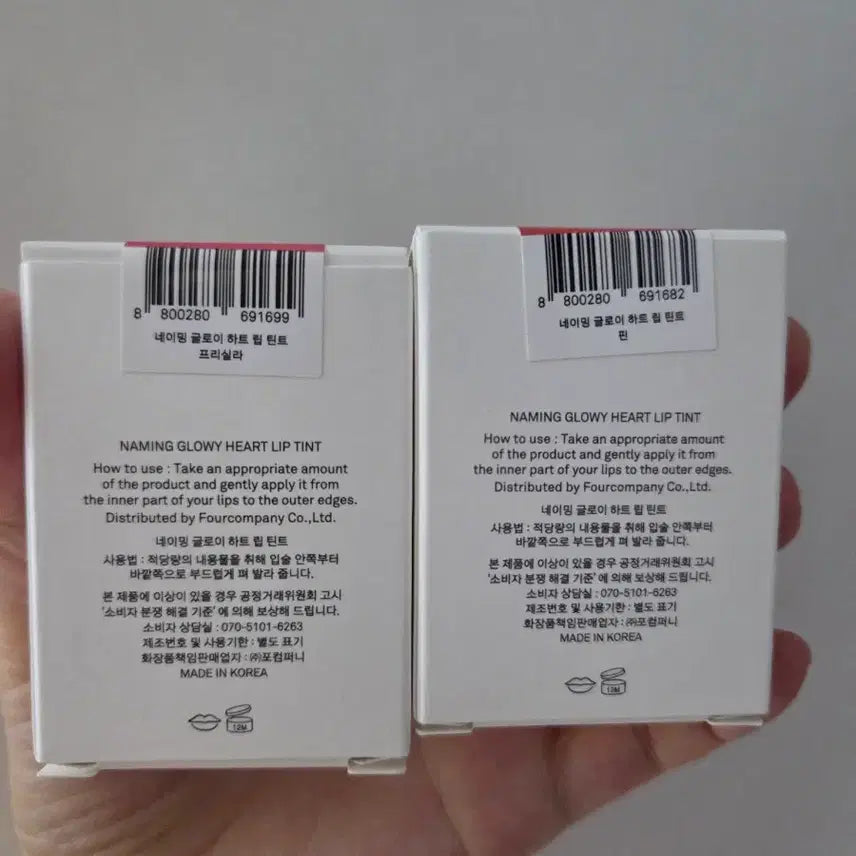 8 800280 691699
네이밍 글로이 하트 립 틴트
프리실라
NAMING GLOWY HEART LIP TINT
How to use : Take an appropriate amount
of the product and gently apply it from
the inner part of your lips to the outer edges.
Distributed by Fourcompany Co.,Ltd.
네이밍 글로이 하트 립 틴트
사용법 : 적당량의 내용물을 취해 입술 안쪽부터
바깥쪽으로 부드럽게 펴 발라 줍니다.
본 제품에 이상이 있을 경우 공정거래위원회 고시
'소비자 분쟁 해결 기준' 에 의해 보상해 드립니다.
소비자 상담실 : 070-5101-6263
제조번호 및 사용기한 : 별도 표기
화장품책임판매업자 : ㈜포컴퍼니
MADE IN KOREA
12M
8 800280 691682
네이밍 글로이 하트 립 틴트
핀
NAMING GLOWY HEART LIP TINT
How to use : Take an appropriate amount
of the product and gently apply it from
the inner part of your lips to the outer edges.
Distributed by Fourcompany Co.,Ltd.
네이밍 글로이 하트 립 틴트
사용법 : 적당량의 내용물을 취해 입술 안쪽부터
바깥쪽으로 부드럽게 펴 발라 줍니다.
본 제품에 이상이 있을 경우 공정거래위원회 고시
'소비자 분쟁 해결 기준' 에 의해 보상해 드립니다.
소비자 상담실 : 070-5101-6263
제조번호 및 사용기한 : 별도 표기
화장품책임판매업자 : ㈜포컴퍼니
MADE IN KOREA
12M